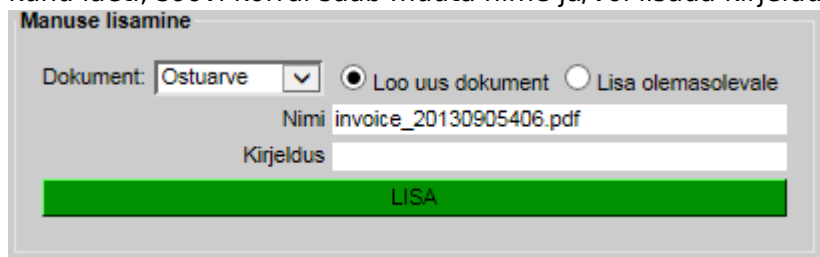 Manuse lisamine
Dokument: Ostuarve Loo uus dokument Lisa olemasolevale
Nimi invoice_20130905406.pdf
Kirjeldus
LISA